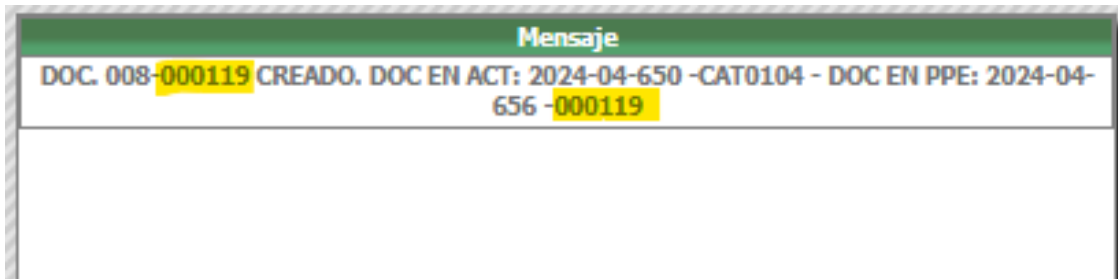 Mensaje
DOC. 008-000119 CREADO. DOC EN ACT: 2024-04-650 -CAT0104 - DOC EN PPE: 2024-04-
656 -000119